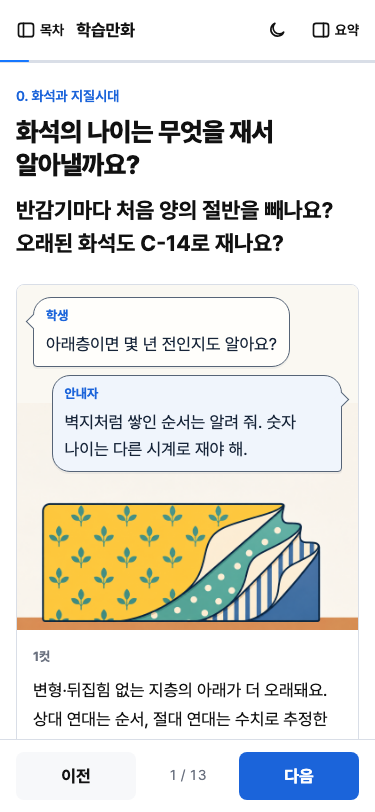 목차
학습만화
요약
0. 화석과 지질시대
화석의 나이는 무엇을 재서
알아낼까요?
반감기마다 처음 양의 절반을 빼나요?
오래된 화석도 C-14로 재나요?
학생
아래층이면 몇 년 전인지도 알아요?
안내자
벽지처럼 쌓인 순서는 알려 줘. 숫자
나이는 다른 시계로 재야 해.
1컷
변형·뒤집힘 없는 지층의 아래가 더 오래돼요.
상대 연대는 순서, 절대 연대는 수치로 추정한
이전
1 / 13
다음